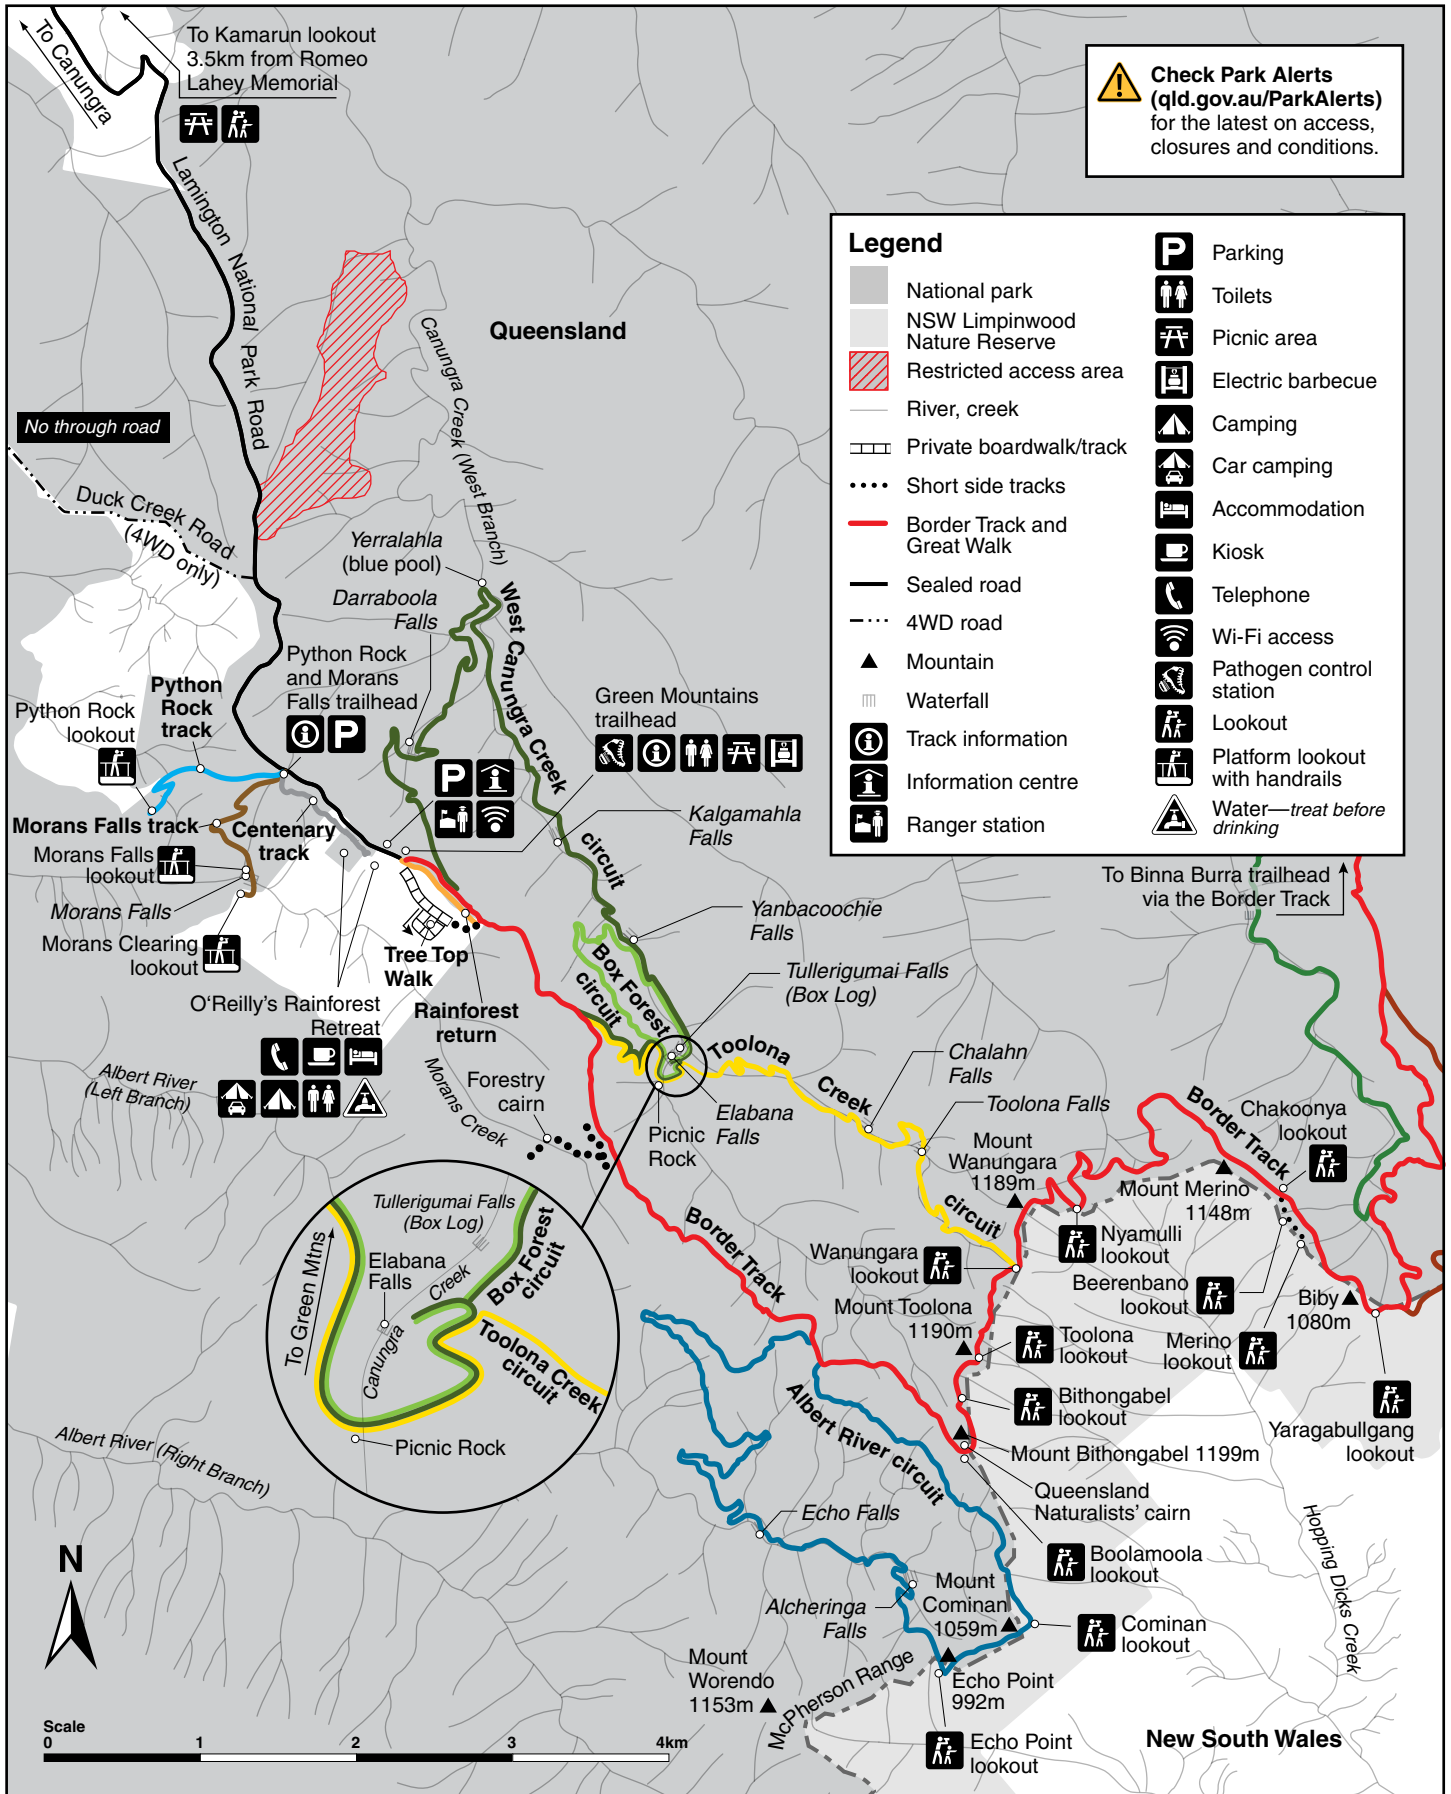 To Canungra
To Kamarun lookout
3.5km from Romeo
Lahey Memorial
Check Park Alerts
(qld.gov.au/ParkAlerts)
for the latest on access,
closures and conditions.
Lamington National Park Road
Queensland
Canungra Creek (West Branch)
No through road
Duck Creek Road
(4WD only)
Legend
National park
NSW Limpinwood
Nature Reserve
Restricted access area
River, creek
Private boardwalk/track
Short side tracks
Border Track and
Great Walk
Sealed road
4WD road
Mountain
Waterfall
Track information
Information centre
Ranger station
P
Parking
Toilets
Picnic area
Electric barbecue
Camping
Car camping
Accommodation
Kiosk
Telephone
Wi-Fi access
Pathogen control
station
Lookout
Platform lookout
with handrails
Water—treat before
drinking
Yerralahla
(blue pool)
Darraboola
Falls
West Canungra Creek
circuit
Python Rock
and Morans
Falls trailhead
P
Python
Rock
track
Python Rock
lookout
Green Mountains
trailhead
P
Morans Falls track
Centenary
track
Morans Falls
lookout
Morans Falls
Morans Clearing
lookout
Kalgamahla
Falls
Yanbacoochie
Falls
Tullerigumai Falls
(Box Log)
Tree Top
Walk
O‘Reilly’s Rainforest
Retreat
Rainforest
return
Box Forest
circuit
To Binna Burra trailhead
via the Border Track
Albert River
(Left Branch)
Morans Creek
Forestry
cairn
Picnic
Rock
Elabana
Falls
Toolona
Creek
circuit
Chalahn
Falls
Toolona Falls
Mount
Wanungara
1189m
Border Track
Chakoonya
lookout
Mount Merino
1148m
Nyamulli
lookout
Wanungara
lookout
Beerenbano
lookout
Merino
lookout
Biby
1080m
Yaragabullgang
lookout
Mount Toolona
1190m
Toolona
lookout
Bithongabel
lookout
Mount Bithongabel 1199m
Queensland
Naturalists’ cairn
Boolamoola
lookout
Border Track
Tullerigumai Falls
(Box Log)
To Green Mtns
Elabana
Falls
Canungia
Creek
Box Forest
circuit
Toolona Creek
circuit
Picnic Rock
Albert River circuit
Albert River (Right Branch)
Echo Falls
Alcheringa
Falls
Mount
Cominan
1059m
Cominan
lookout
Hopping Dicks Creek
Mount
Worendo
1153m
McPherson Range
Echo Point
992m
Echo Point
lookout
New South Wales
N
Scale
0 1 2 3 4km